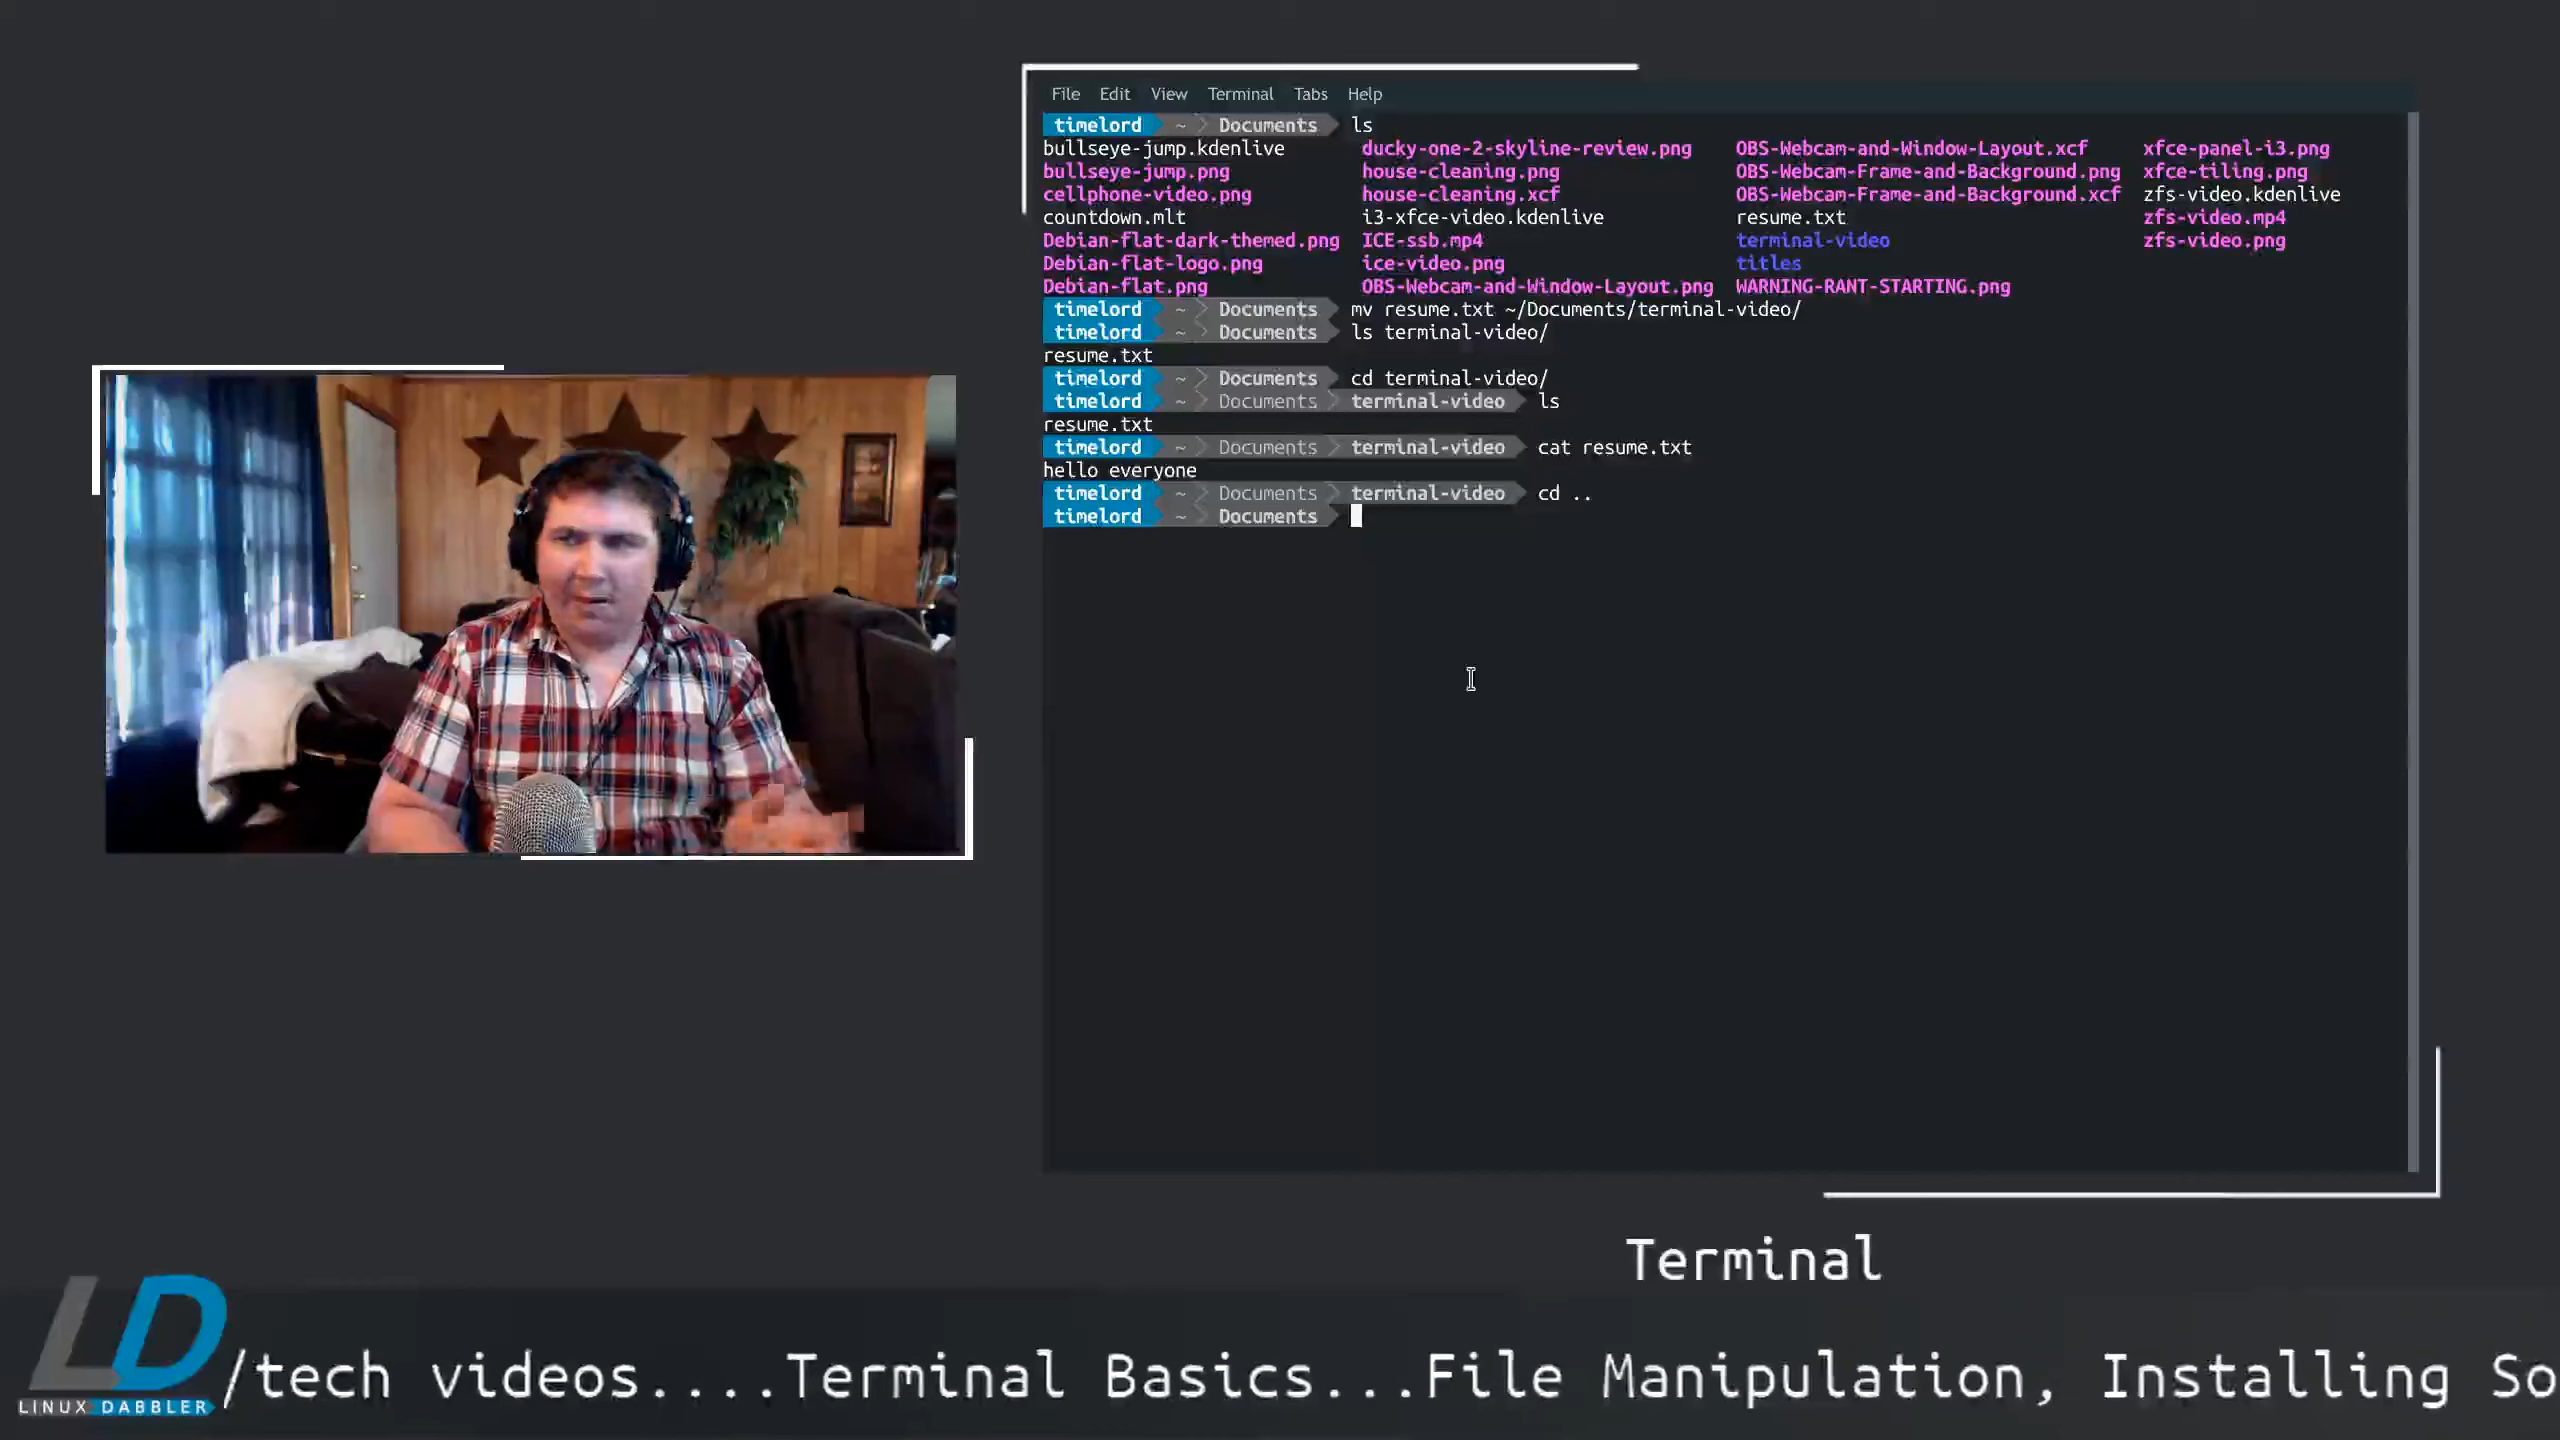 File Edit View Terminal Tabs Help
timelord ~ Documents ls
bullseye-jump.kdenlive ducky-one-2-skyline-review.png OBS-Webcam-and-Window-Layout.xcf xfce-panel-i3.png
bullseye-jump.png house-cleaning.png OBS-Webcam-Frame-and-Background.png xfce-tiling.png
cellphone-video.png house-cleaning.xcf OBS-Webcam-Frame-and-Background.xcf zfs-video.kdenlive
countdown.mlt i3-xfce-video.kdenlive resume.txt zfs-video.mp4
Debian-flat-dark-themed.png ICE-ssb.mp4 terminal-video zfs-video.png
Debian-flat-logo.png ice-video.png titles
Debian-flat.png OBS-Webcam-and-Window-Layout.png WARNING-RANT-STARTING.png
timelord ~ Documents mv resume.txt ~/Documents/terminal-video/
timelord ~ Documents ls terminal-video/
resume.txt
timelord ~ Documents cd terminal-video/
timelord ~ Documents terminal-video ls
resume.txt
timelord ~ Documents terminal-video cat resume.txt
hello everyone
timelord ~ Documents terminal-video cd ..
timelord ~ Documents
Terminal
LD
LINUX DABBLER
/tech videos....Terminal Basics...File Manipulation, Installing So